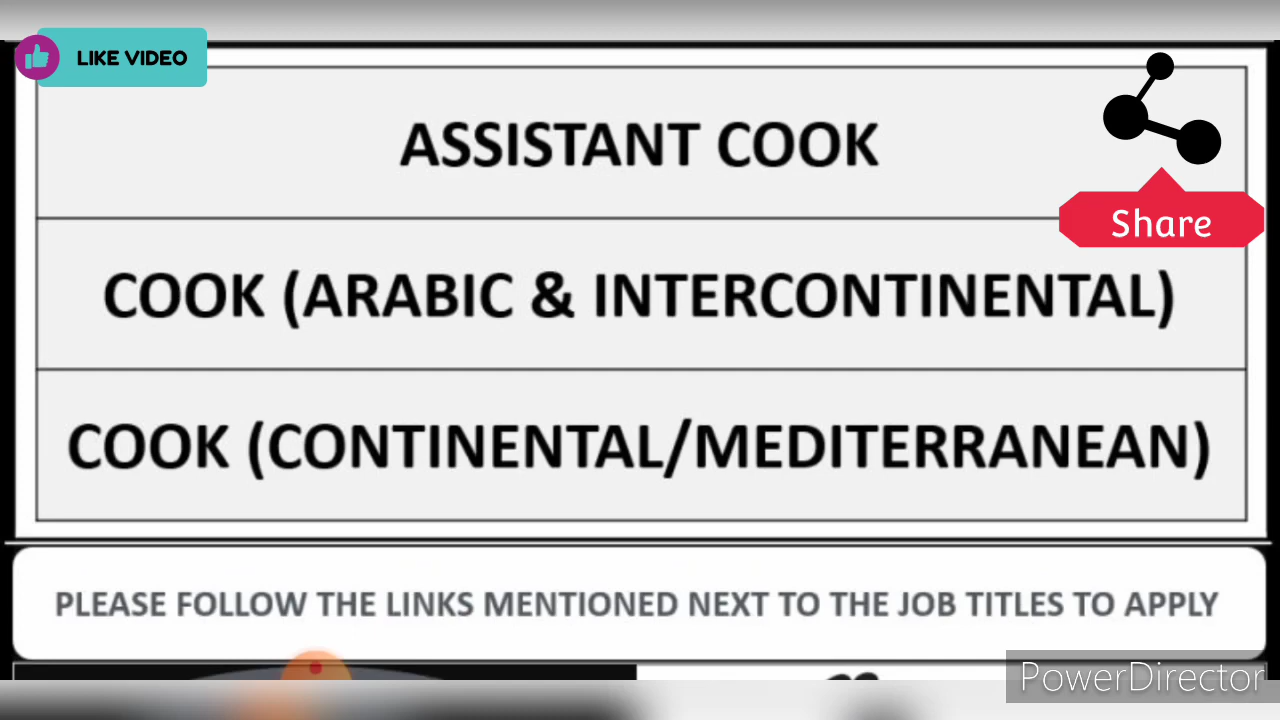 LIKE VIDEO
ASSISTANT COOK
Share
COOK (ARABIC & INTERCONTINENTAL)
COOK (CONTINENTAL/MEDITERRANEAN)
PLEASE FOLLOW THE LINKS MENTIONED NEXT TO THE JOB TITLES TO APPLY
PowerDirector